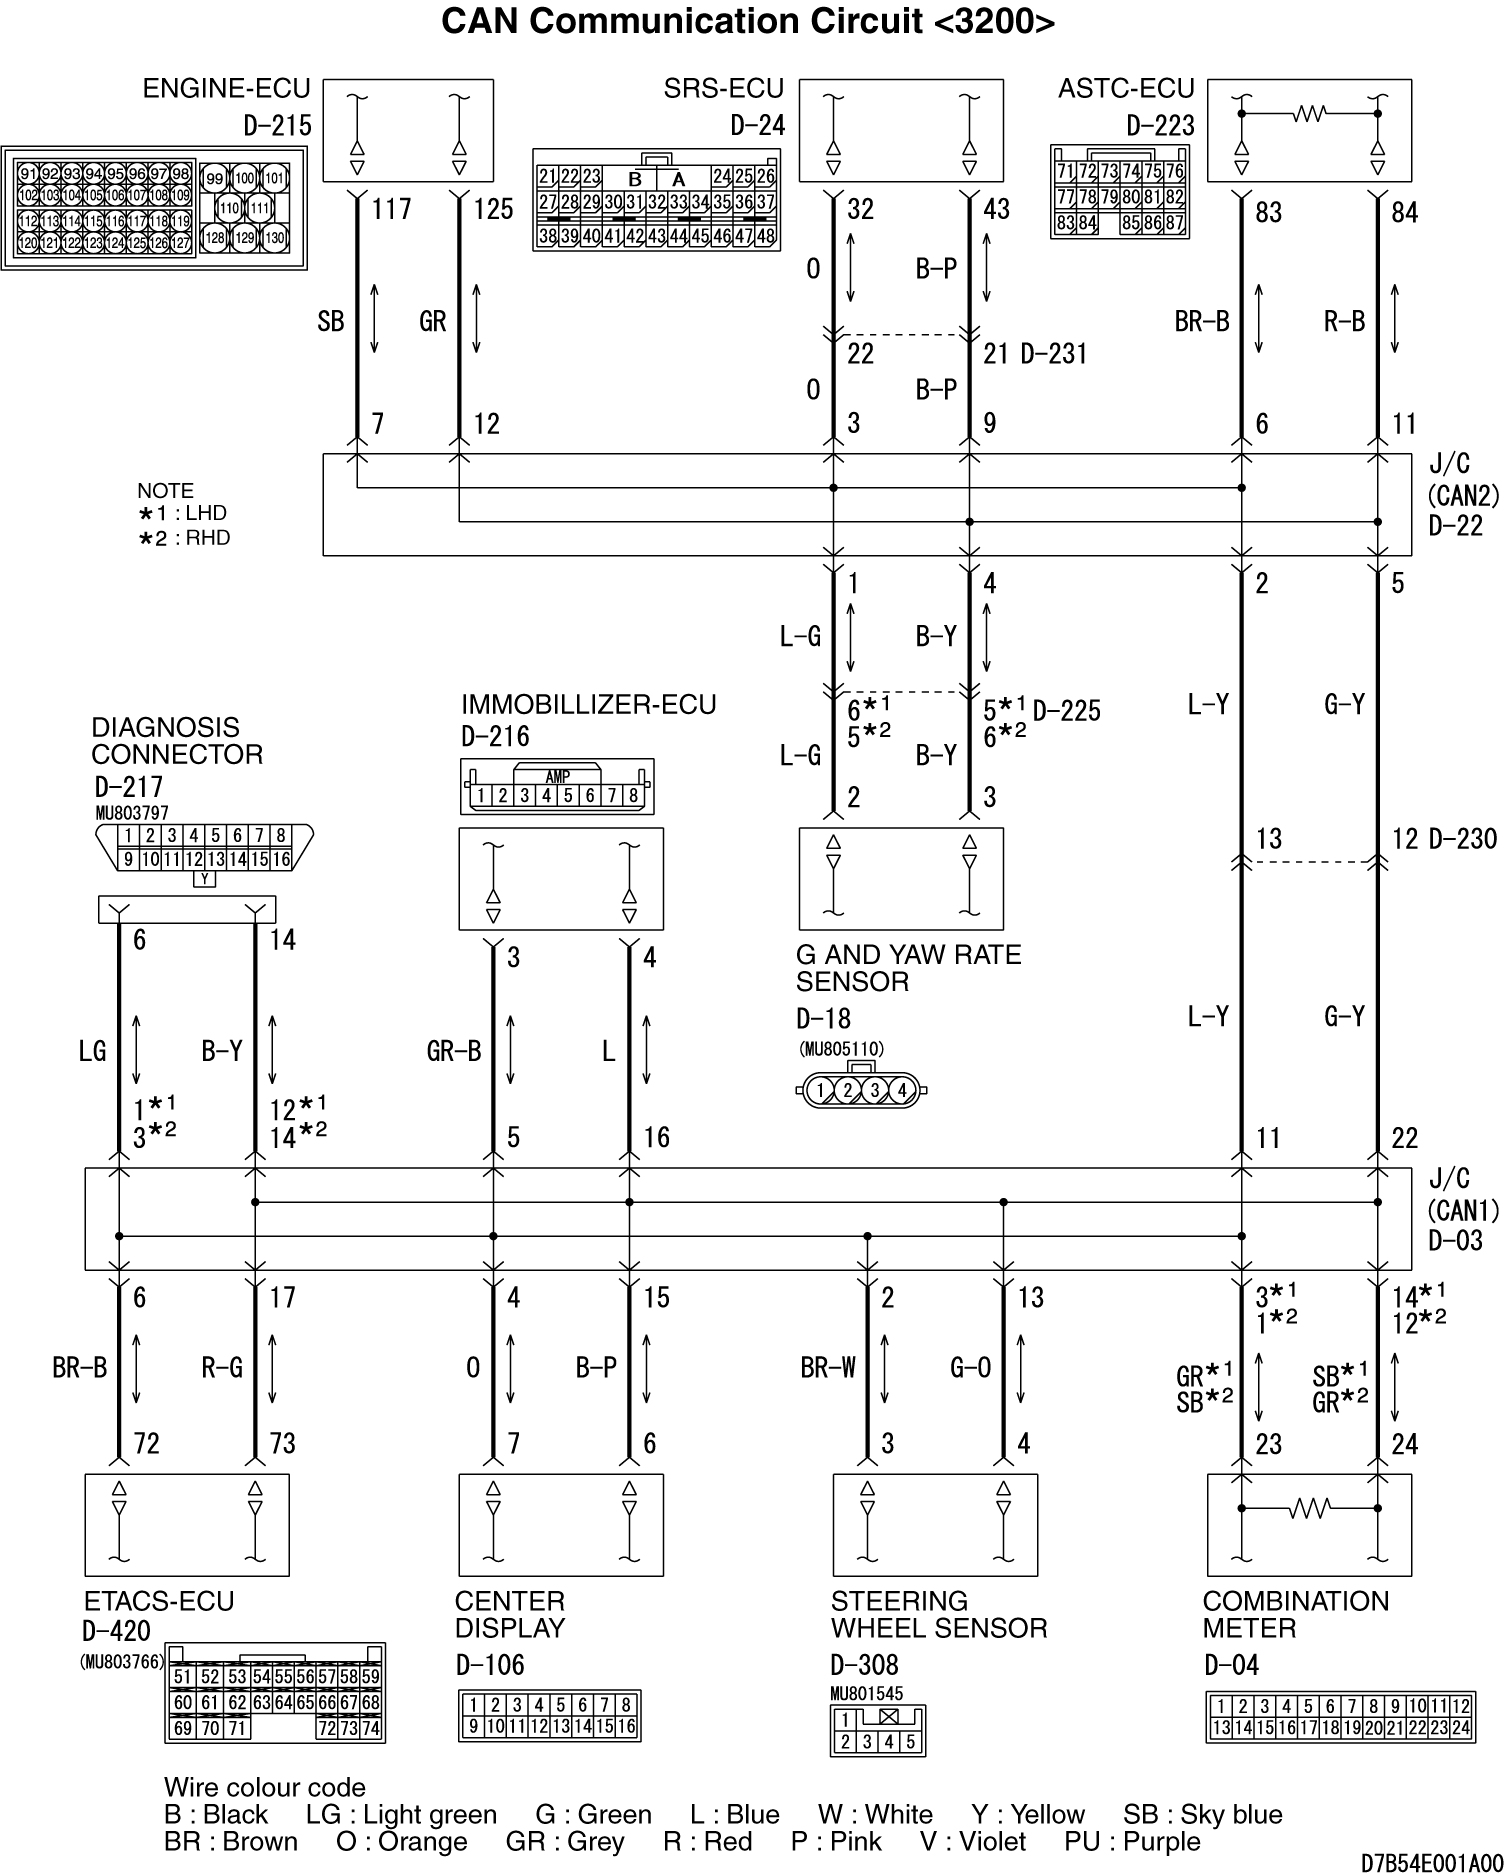 CAN Communication Circuit <3200>
ENGINE-ECU
D-215
91 92 93 94 95 96 97 98
102 103 104 105 106 107 108 109
112 113 114 115 116 117 118 119
120 121 122 123 124 125 126 127
99 100 101
110 111
128 129 130
SRS-ECU
D-24
21 22 23 B A 24 25 26
27 28 29 30 31 32 33 34 35 36 37
38 39 40 41 42 43 44 45 46 47 48
ASTC-ECU
D-223
71 72 73 74 75 76
77 78 79 80 81 82
83 84 85 86 87
117 125 32 43 83 84
O B-P
SB GR BR-B R-B
22 21 D-231
O B-P
7 12 3 9 6 11
J/C
(CAN2)
D-22
NOTE
*1 : LHD
*2 : RHD
1 4 2 5
L-G B-Y
6*1 5*1 D-225
5*2 6*2
L-Y G-Y
L-G B-Y
2 3
13 12 D-230
IMMOBILLIZER-ECU
D-216
AMP
1 2 3 4 5 6 7 8
DIAGNOSIS
CONNECTOR
D-217
MU803797
1 2 3 4 5 6 7 8
9 10 11 12 13 14 15 16
Y
6 14
3 4
G AND YAW RATE
SENSOR
D-18
(MU805110)
1 2 3 4
L-Y G-Y
LG B-Y GR-B L
1*1 12*1
3*2 14*2
5 16 11 22
J/C
(CAN1)
D-03
6 17 4 15 2 13 3*1 14*1
1*2 12*2
BR-B R-G O B-P BR-W G-O GR*1 SB*1
SB*2 GR*2
72 73 7 6 3 4 23 24
ETACS-ECU
D-420
(MU803766)
51 52 53 54 55 56 57 58 59
60 61 62 63 64 65 66 67 68
69 70 71 72 73 74
CENTER
DISPLAY
D-106
1 2 3 4 5 6 7 8
9 10 11 12 13 14 15 16
STEERING
WHEEL SENSOR
D-308
MU801545
1
2 3 4 5
COMBINATION
METER
D-04
1 2 3 4 5 6 7 8 9 10 11 12
13 14 15 16 17 18 19 20 21 22 23 24
Wire colour code
B : Black LG : Light green G : Green L : Blue W : White Y : Yellow SB : Sky blue
BR : Brown O : Orange GR : Grey R : Red P : Pink V : Violet PU : Purple
D7B54E001A00